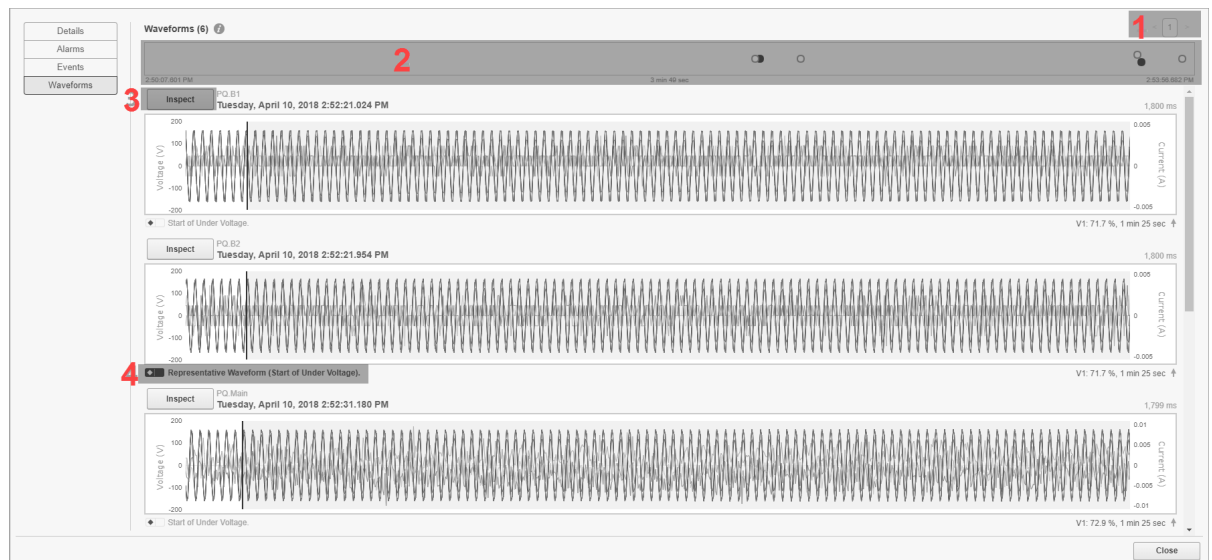 Details
Alarms
Events
Waveforms
Waveforms (6) i
1
1
2
2:50:07.601 PM 3 min 49 sec 2:53:56.682 PM
3
Inspect
PQ.B1
Tuesday, April 10, 2018 2:52:21.024 PM
1,800 ms
200
100
0
-100
-200
Voltage (V)
0.005
0
-0.005
Current (A)
Start of Under Voltage.
V1: 71.7 %, 1 min 25 sec
Inspect
PQ.B2
Tuesday, April 10, 2018 2:52:21.954 PM
1,800 ms
200
100
0
-100
-200
Voltage (V)
0.005
0
-0.005
Current (A)
4
Representative Waveform (Start of Under Voltage).
V1: 71.7 %, 1 min 25 sec
Inspect
PQ.Main
Tuesday, April 10, 2018 2:52:31.180 PM
1,799 ms
200
100
0
-100
-200
Voltage (V)
0.01
0.005
0
-0.005
-0.01
Current (A)
Start of Under Voltage.
V1: 72.9 %, 1 min 25 sec
Close